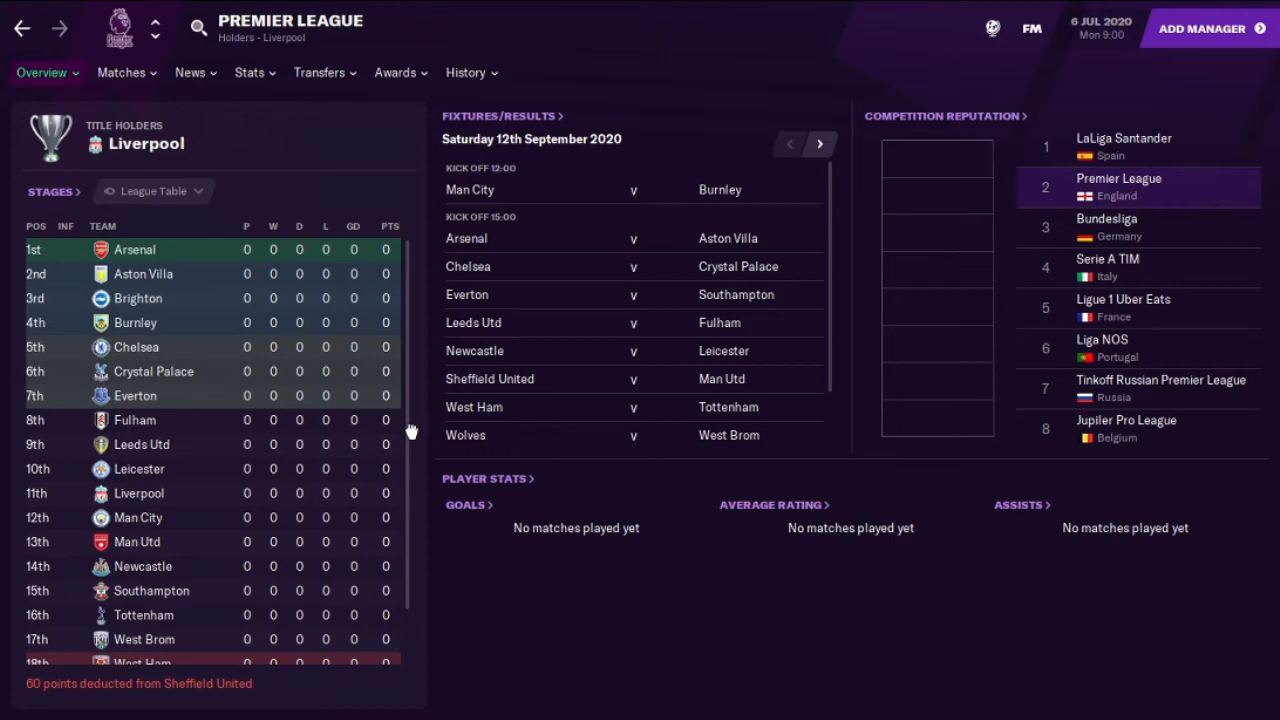 PREMIER LEAGUE
Holders - Liverpool
FM
6 JUL 2020
Mon 9:00
ADD MANAGER
Overview Matches News Stats Transfers Awards History
TITLE HOLDERS
Liverpool
STAGES League Table
POS INF TEAM P W D L GD PTS
1st Arsenal 0 0 0 0 0 0
2nd Aston Villa 0 0 0 0 0 0
3rd Brighton 0 0 0 0 0 0
4th Burnley 0 0 0 0 0 0
5th Chelsea 0 0 0 0 0 0
6th Crystal Palace 0 0 0 0 0 0
7th Everton 0 0 0 0 0 0
8th Fulham 0 0 0 0 0 0
9th Leeds Utd 0 0 0 0 0 0
10th Leicester 0 0 0 0 0 0
11th Liverpool 0 0 0 0 0 0
12th Man City 0 0 0 0 0 0
13th Man Utd 0 0 0 0 0 0
14th Newcastle 0 0 0 0 0 0
15th Southampton 0 0 0 0 0 0
16th Tottenham 0 0 0 0 0 0
17th West Brom 0 0 0 0 0 0
18th West Ham 0 0 0 0 0 0
60 points deducted from Sheffield United
FIXTURES/RESULTS
Saturday 12th September 2020
KICK OFF 12:00
Man City v Burnley
KICK OFF 15:00
Arsenal v Aston Villa
Chelsea v Crystal Palace
Everton v Southampton
Leeds Utd v Fulham
Newcastle v Leicester
Sheffield United v Man Utd
West Ham v Tottenham
Wolves v West Brom
COMPETITION REPUTATION
1 LaLiga Santander
Spain
2 Premier League
England
3 Bundesliga
Germany
4 Serie A TIM
Italy
5 Ligue 1 Uber Eats
France
6 Liga NOS
Portugal
7 Tinkoff Russian Premier League
Russia
8 Jupiler Pro League
Belgium
PLAYER STATS
GOALS
No matches played yet
AVERAGE RATING
No matches played yet
ASSISTS
No matches played yet